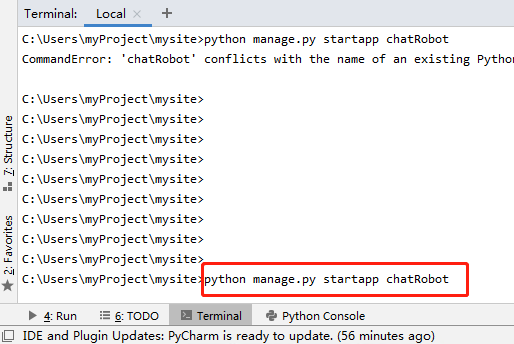 Terminal: Local × +
C:\Users\myProject\mysite>python manage.py startapp chatRobot
CommandError: 'chatRobot' conflicts with the name of an existing Python
C:\Users\myProject\mysite>
C:\Users\myProject\mysite>
C:\Users\myProject\mysite>
C:\Users\myProject\mysite>
C:\Users\myProject\mysite>
C:\Users\myProject\mysite>
C:\Users\myProject\mysite>
C:\Users\myProject\mysite>
C:\Users\myProject\mysite>
C:\Users\myProject\mysite>python manage.py startapp chatRobot
7: Structure
2: Favorites
4: Run 6: TODO Terminal Python Console
IDE and Plugin Updates: PyCharm is ready to update. (56 minutes ago)